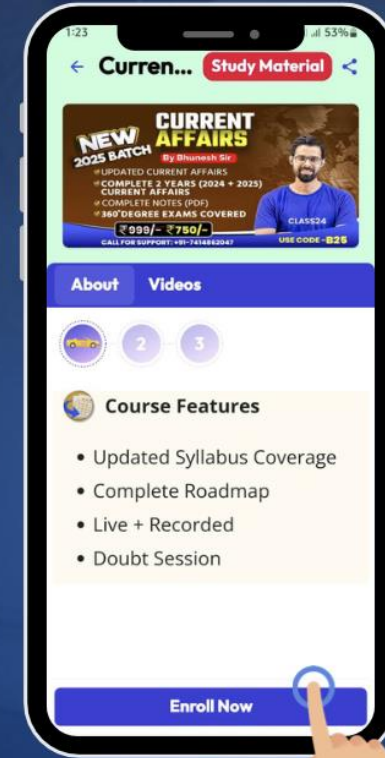 1:23
53%
Curren... Study Material
NEW
2025 BATCH
CURRENT
AFFAIRS
By Bhunesh Sir
UPDATED CURRENT AFFAIRS
COMPLETE 2 YEARS (2024 + 2025)
CURRENT AFFAIRS
COMPLETE NOTES (PDF)
360°DEGREE EXAMS COVERED
₹999/- ₹750/-
CALL FOR SUPPORT: +91-7414862047
CLASS24
USE CODE -B25
About Videos
2 3
Course Features
• Updated Syllabus Coverage
• Complete Roadmap
• Live + Recorded
• Doubt Session
Enroll Now